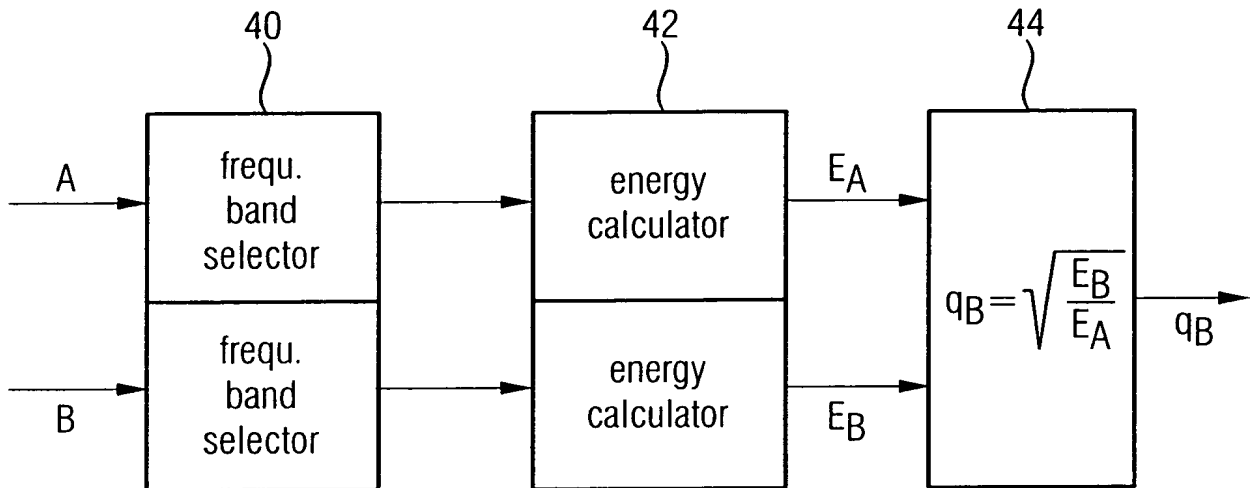 40
42
44
A
frequ.
band
selector
energy
calculator
E_A
q_B = √(E_B/E_A)
q_B
B
frequ.
band
selector
energy
calculator
E_B